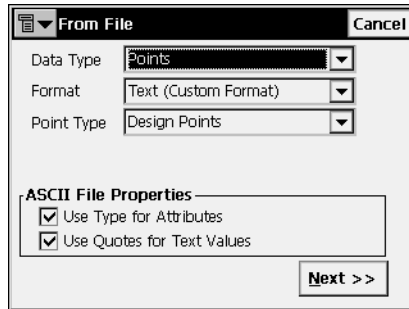 From File Cancel
Data Type Points
Format Text (Custom Format)
Point Type Design Points
ASCII File Properties
Use Type for Attributes
Use Quotes for Text Values
Next >>